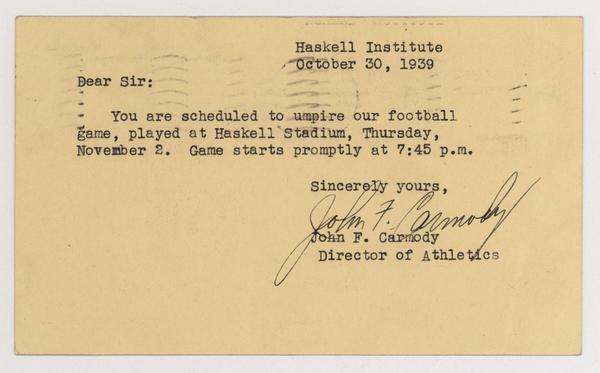 Haskell Institute
October 30, 1939
Dear Sir:
You are scheduled to umpire our football
game, played at Haskell Stadium, Thursday,
November 2. Game starts promptly at 7:45 p.m.
Sincerely yours,
John F. Carmody
John F. Carmody
Director of Athletics